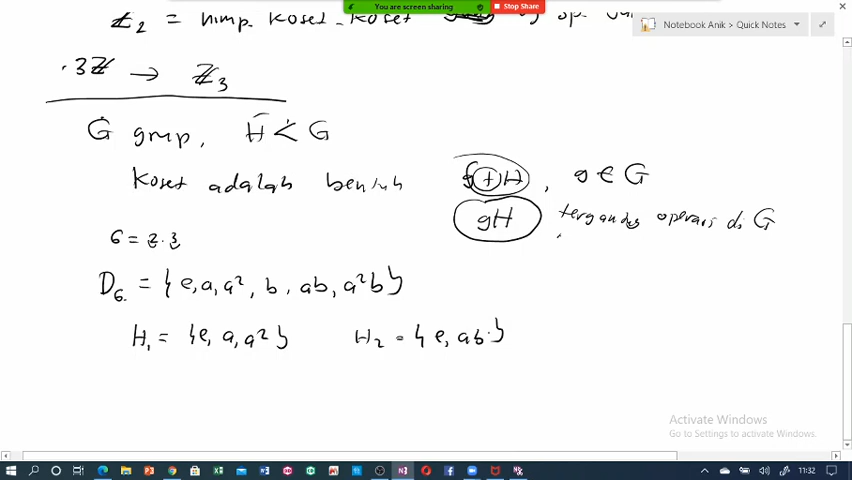 You are screen sharing Stop Share
Notebook Anik > Quick Notes
ℤ₂ = himp koset-koset
· 3ℤ → ℤ₃
G grup, H < G
Koset adalah bentuk g + H, g ∈ G
gH tergantung operasi di G
6 = 2·3
D₆ = {e, a, a², b, ab, a²b}
H₁ = {e, a, a²} H₂ = {e, ab}
Activate Windows
Go to Settings to activate Windows.
11:32